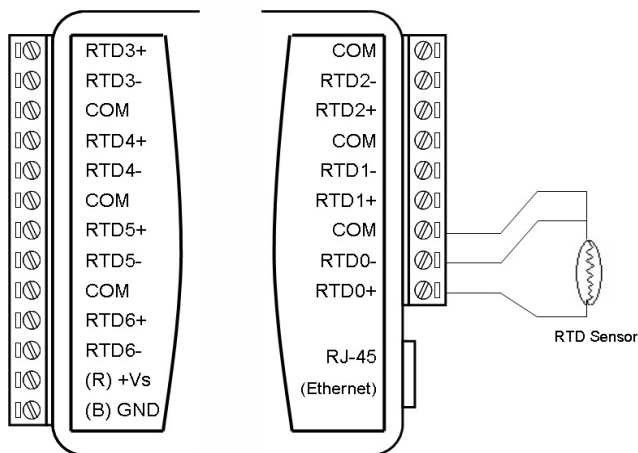 RTD3+
RTD3-
COM
RTD4+
RTD4-
COM
RTD5+
RTD5-
COM
RTD6+
RTD6-
(R) +Vs
(B) GND
COM
RTD2-
RTD2+
COM
RTD1-
RTD1+
COM
RTD0-
RTD0+
RJ-45
(Ethernet)
RTD Sensor